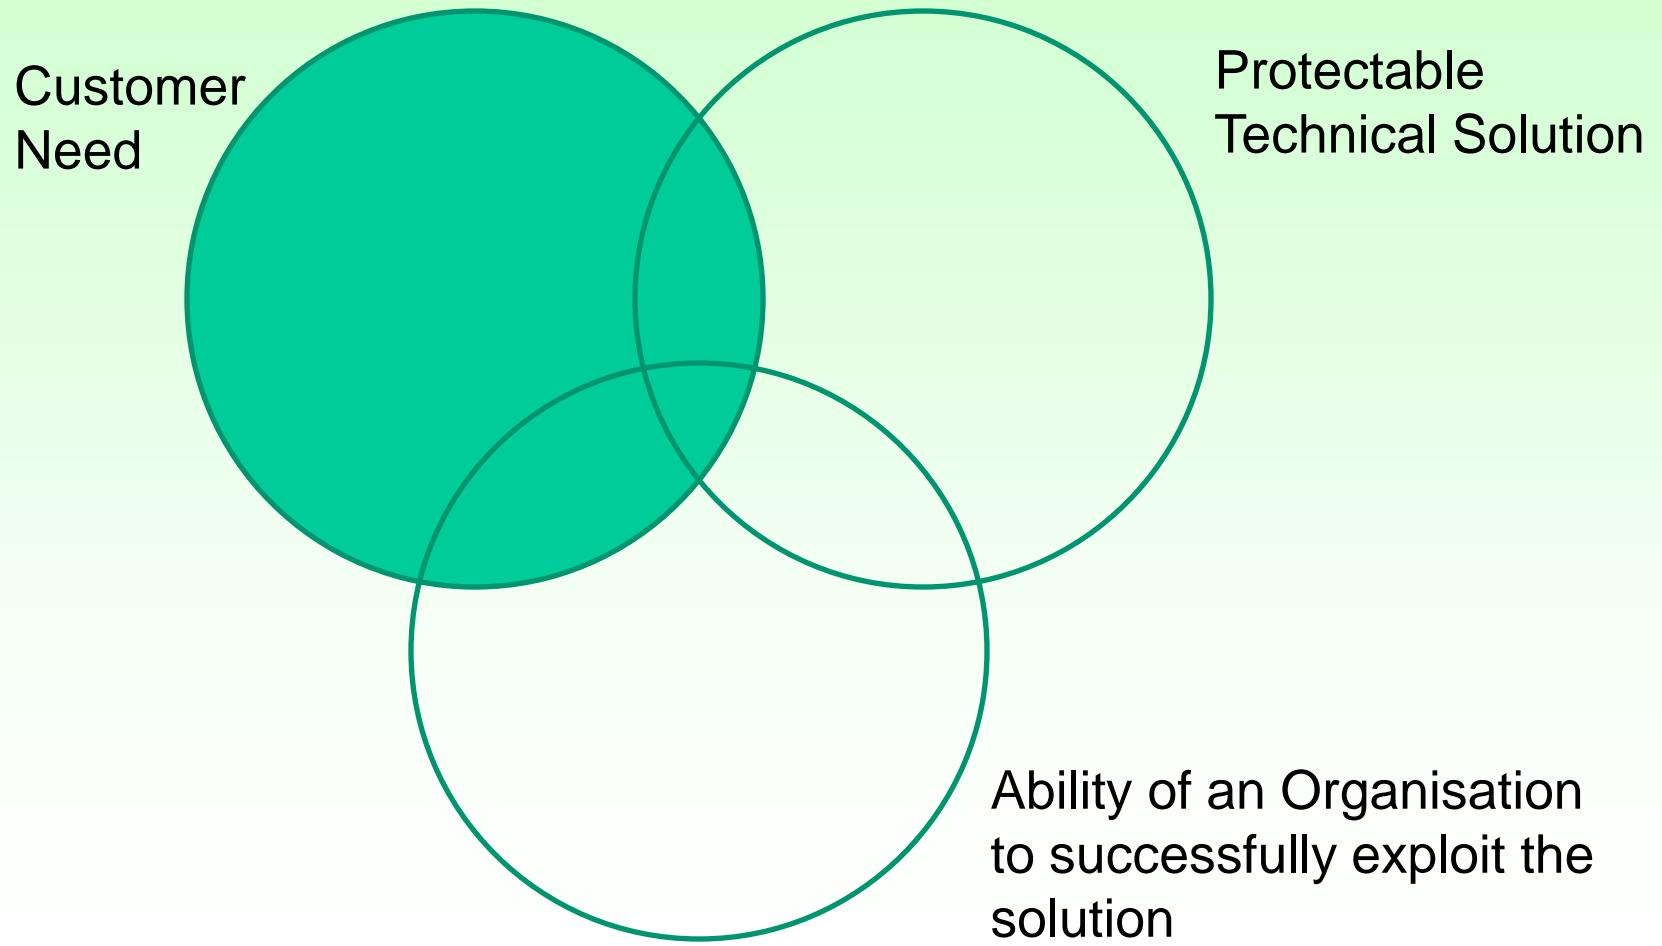 Customer
Need
Protectable
Technical Solution
Ability of an Organisation
to successfully exploit the
solution